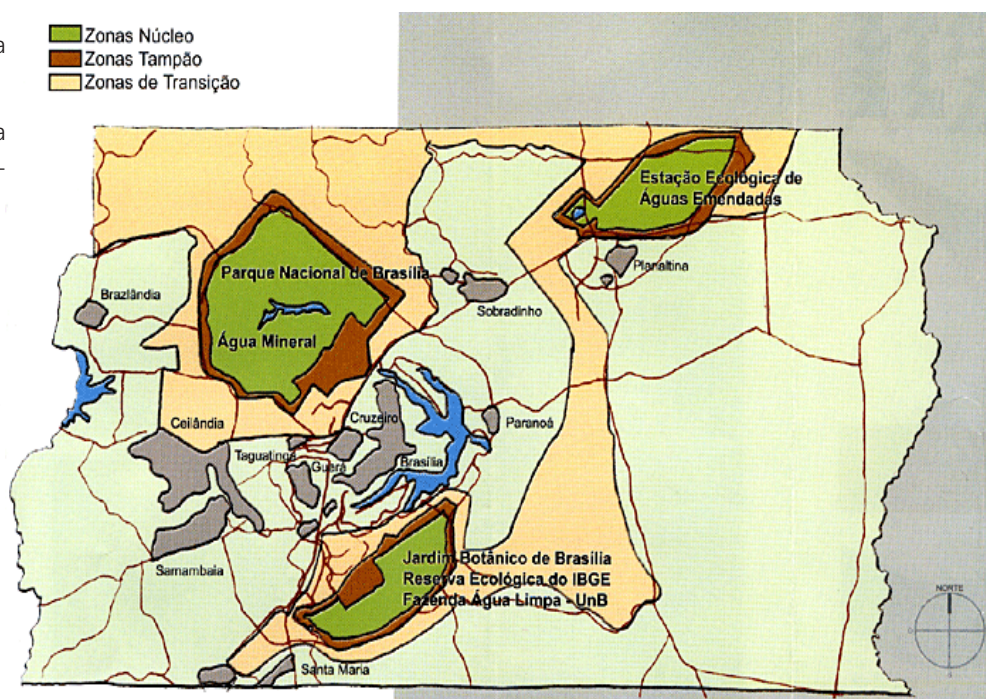 a
a
Zonas Núcleo
Zonas Tampão
Zonas de Transição
Estação Ecológica de
Águas Emendadas
Parque Nacional de Brasília
Água Mineral
Planaltina
Brazlândia
Sobradinho
Ceilândia
Cruzeiro
Paranoá
Taguatinga
Guará
Brasília
Samambaia
Jardim Botânico de Brasília
Reserva Ecológica do IBGE
Fazenda Água Limpa - UnB
Santa Maria
NORTE